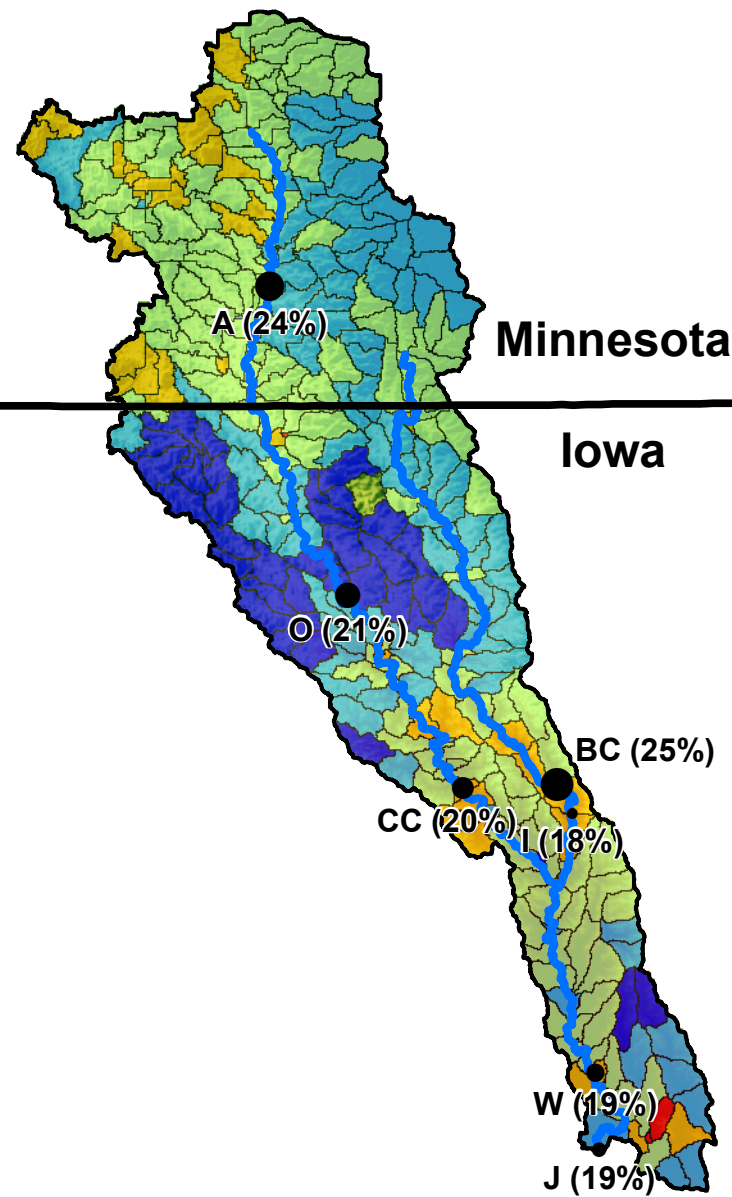 A (24%)
Minnesota
Iowa
O (21%)
BC (25%)
CC (20%)
I (18%)
W (19%)
J (19%)